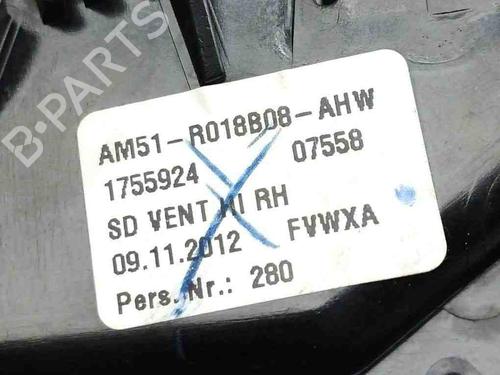 B-PARTS
AM51-R018B08-AHW
1755924 07558
SD VENT HI RH
09.11.2012 FVWXA
Pers.Nr.: 280